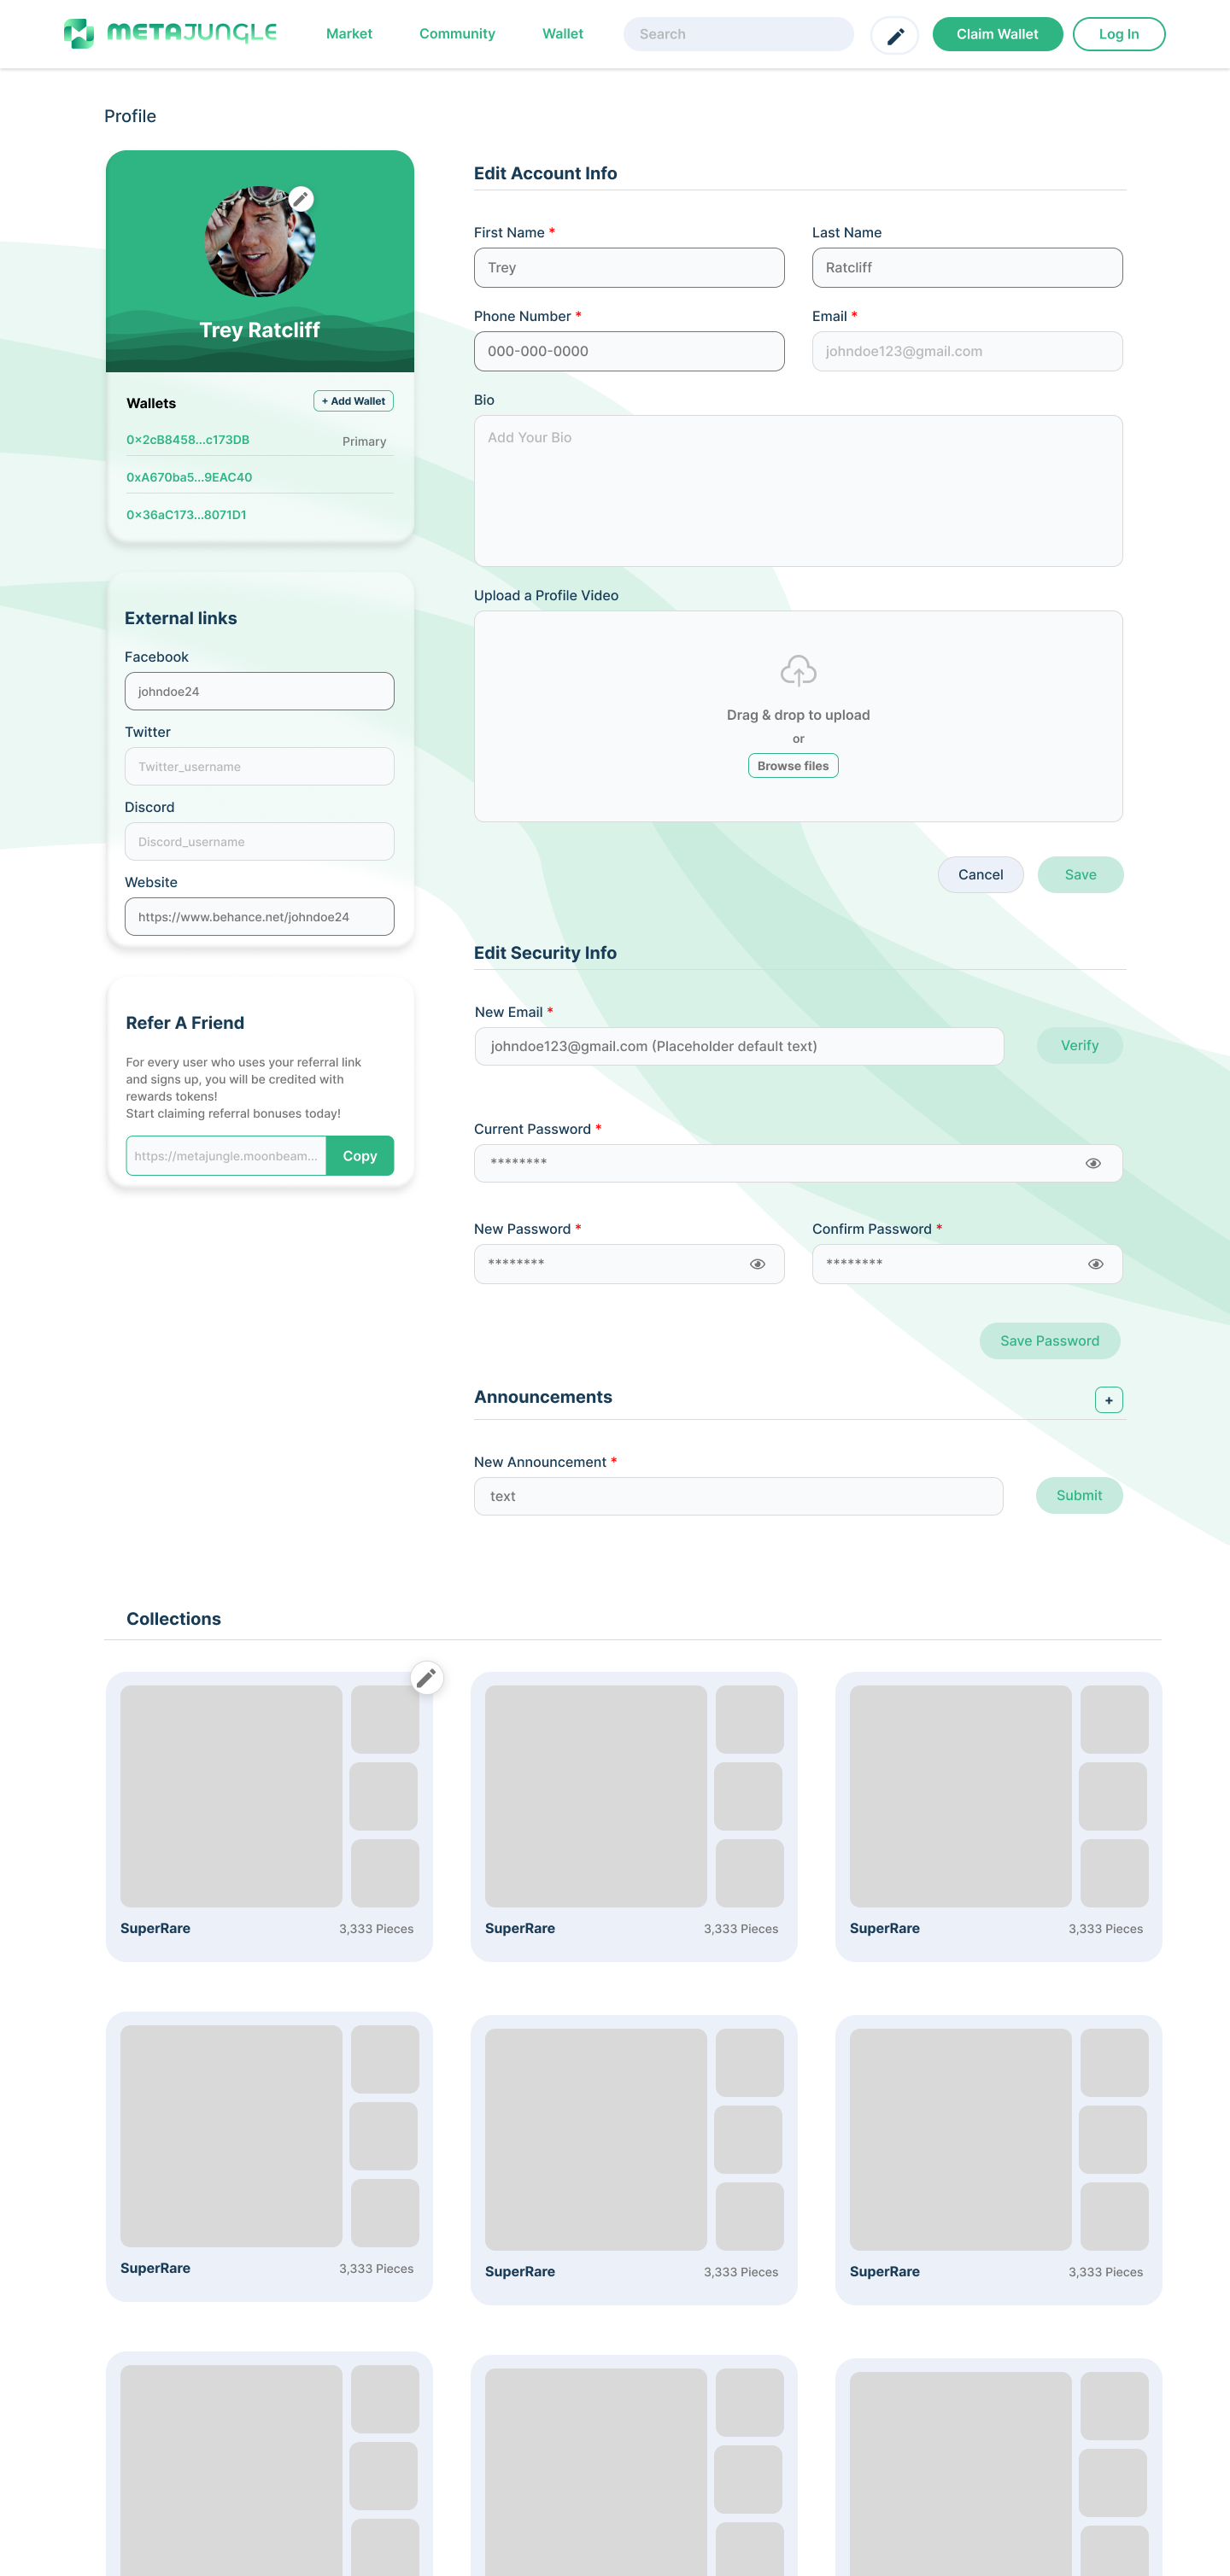 METAJUNGLE
Market
Community
Wallet
Search
Claim Wallet
Log In
Profile
Trey Ratcliff
Wallets
+ Add Wallet
0x2cB8458...c173DB
Primary
0xA670ba5...9EAC40
0x36aC173...8071D1
External links
Facebook
johndoe24
Twitter
Twitter_username
Discord
Discord_username
Website
https://www.behance.net/johndoe24
Refer A Friend
For every user who uses your referral link
and signs up, you will be credited with
rewards tokens!
Start claiming referral bonuses today!
https://metajungle.moonbeam...
Copy
Edit Account Info
First Name *
Last Name
Trey
Ratcliff
Phone Number *
Email *
000-000-0000
johndoe123@gmail.com
Bio
Add Your Bio
Upload a Profile Video
Drag & drop to upload
or
Browse files
Cancel
Save
Edit Security Info
New Email *
johndoe123@gmail.com (Placeholder default text)
Verify
Current Password *
********
New Password *
Confirm Password *
********
********
Save Password
Announcements
+
New Announcement *
text
Submit
Collections
SuperRare
3,333 Pieces
SuperRare
3,333 Pieces
SuperRare
3,333 Pieces
SuperRare
3,333 Pieces
SuperRare
3,333 Pieces
SuperRare
3,333 Pieces